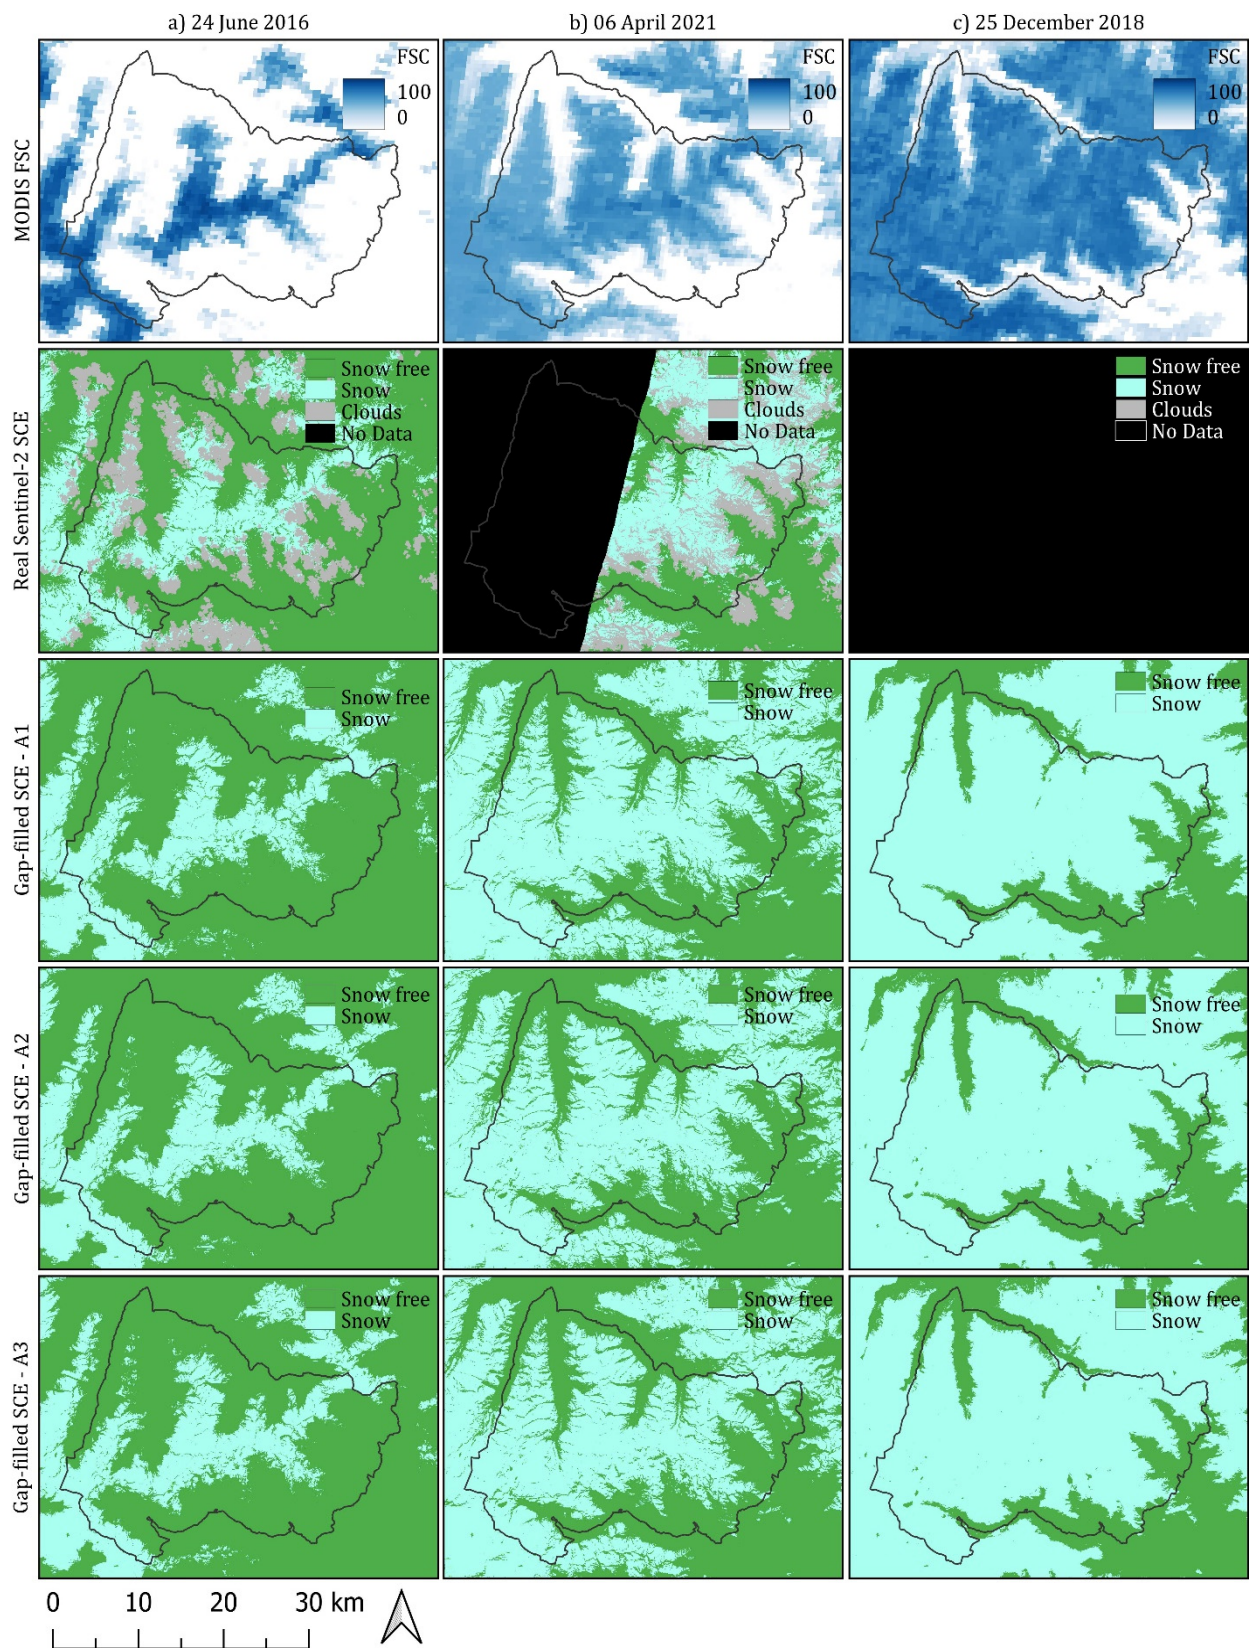 a) 24 June 2016
b) 06 April 2021
c) 25 December 2018
MODIS FSC
FSC
100
0
FSC
100
0
FSC
100
0
Real Sentinel-2 SCE
Snow free
Snow
Clouds
No Data
Snow free
Snow
Clouds
No Data
Snow free
Snow
Clouds
No Data
Gap-filled SCE - A1
Snow free
Snow
Snow free
Snow
Snow free
Snow
Gap-filled SCE - A2
Snow free
Snow
Snow free
Snow
Snow free
Snow
Gap-filled SCE - A3
Snow free
Snow
Snow free
Snow
Snow free
Snow
0 10 20 30 km